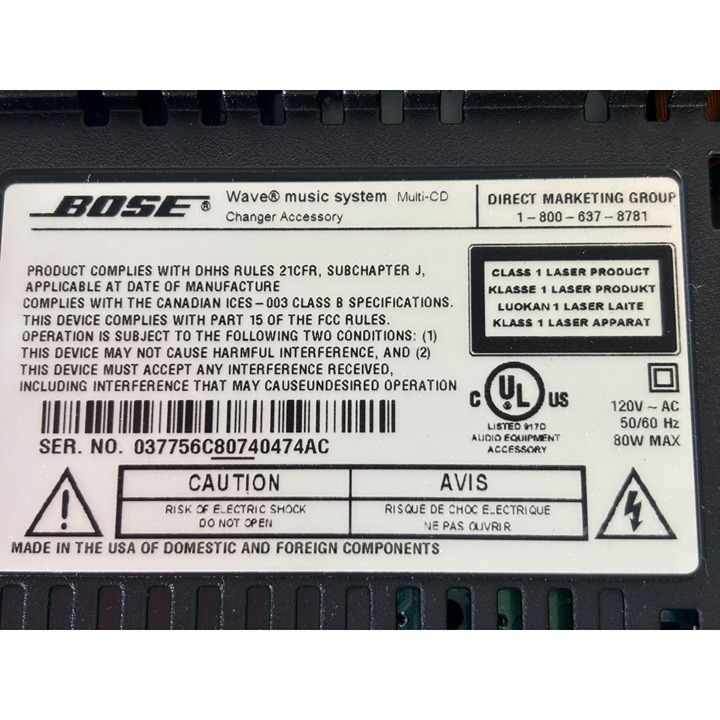 BOSE ® Wave® music system Multi-CD
Changer Accessory
DIRECT MARKETING GROUP
1-800-637-8781
PRODUCT COMPLIES WITH DHHS RULES 21CFR, SUBCHAPTER J,
APPLICABLE AT DATE OF MANUFACTURE
COMPLIES WITH THE CANADIAN ICES-003 CLASS B SPECIFICATIONS.
THIS DEVICE COMPLIES WITH PART 15 OF THE FCC RULES.
OPERATION IS SUBJECT TO THE FOLLOWING TWO CONDITIONS: (1)
THIS DEVICE MAY NOT CAUSE HARMFUL INTERFERENCE, AND (2)
THIS DEVICE MUST ACCEPT ANY INTERFERENCE RECEIVED,
INCLUDING INTERFERENCE THAT MAY CAUSEUNDESIRED OPERATION
CLASS 1 LASER PRODUCT
KLASSE 1 LASER PRODUKT
LUOKAN 1 LASER LAITE
KLASS 1 LASER APPARAT
C UL ® US
LISTED 917D
AUDIO EQUIPMENT
ACCESSORY
120V ~ AC
50/60 Hz
80W MAX
SER. NO. 037756C80740474AC
CAUTION
RISK OF ELECTRIC SHOCK
DO NOT OPEN
AVIS
RISQUE DE CHOC ELECTRIQUE
NE PAS OUVRIR
MADE IN THE USA OF DOMESTIC AND FOREIGN COMPONENTS